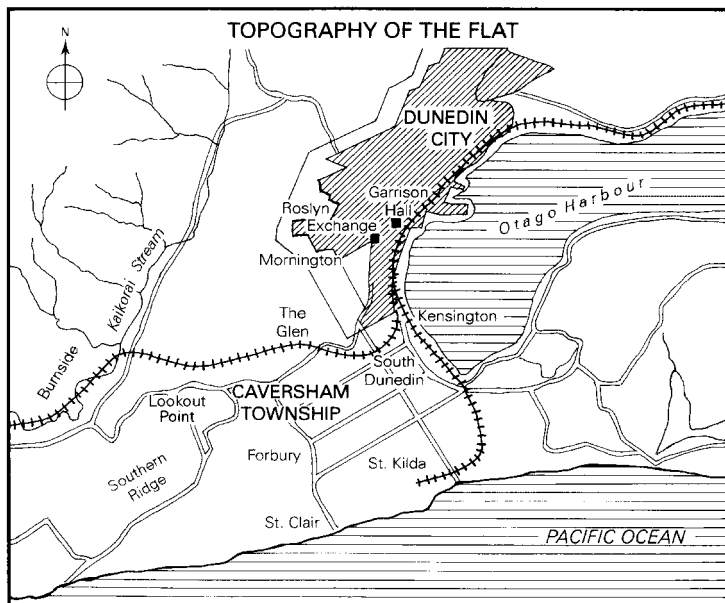 TOPOGRAPHY OF THE FLAT
N
DUNEDIN
CITY
Garrison
Hall
Roslyn
Exchange
Otago Harbour
Mornington
Kaikorai Stream
The
Glen
Kensington
Burnside
South
Dunedin
Lookout
Point
CAVERSHAM
TOWNSHIP
Southern
Ridge
Forbury
St. Kilda
St. Clair
PACIFIC OCEAN